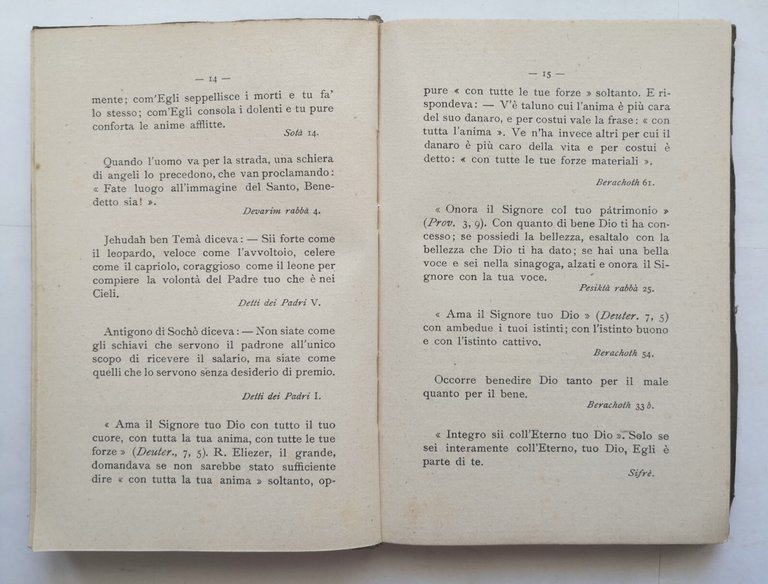 — 14 —
mente; com'Egli seppellisce i morti e tu fa'
lo stesso; com'Egli consola i dolenti e tu pure
conforta le anime afflitte.
Sotà 14.
Quando l'uomo va per la strada, una schiera
di angeli lo precedono, che van proclamando:
« Fate luogo all'immagine del Santo, Bene-
detto sia! ».
Devarim rabbà 4.
Jehudah ben Temà diceva: — Sii forte come
il leopardo, veloce come l'avvoltoio, celere
come il capriolo, coraggioso come il leone per
compiere la volontà del Padre tuo che è nei
Cieli.
Detti dei Padri V.
Antigono di Sochò diceva: — Non siate come
gli schiavi che servono il padrone all'unico
scopo di ricevere il salario, ma siate come
quelli che lo servono senza desiderio di premio.
Detti dei Padri I.
« Ama il Signore tuo Dio con tutto il tuo
cuore, con tutta la tua anima, con tutte le tue
forze » (Deuter., 7, 5). R. Eliezer, il grande,
domandava se non sarebbe stato sufficiente
dire « con tutta la tua anima » soltanto, op-
— 15 —
pure « con tutte le tue forze » soltanto. E ri-
spondeva: — V'è taluno cui l'anima è più cara
del suo danaro, e per costui vale la frase: « con
tutta l'anima ». Ve n'ha invece altri per cui il
danaro è più caro della vita e per costui è
detto: « con tutte le tue forze materiali ».
Berachoth 61.
« Onora il Signore col tuo pátrimonio »
(Prov. 3, 9). Con quanto di bene Dio ti ha con-
cesso; se possiedi la bellezza, esaltalo con la
bellezza che Dio ti ha dato; se hai una bella
voce e sei nella sinagoga, alzati e onora il Si-
gnore con la tua voce.
Pesiktà rabbà 25.
« Ama il Signore tuo Dio » (Deuter. 7, 5)
con ambedue i tuoi istinti; con l'istinto buono
e con l'istinto cattivo.
Berachoth 54.
Occorre benedire Dio tanto per il male
quanto per il bene.
Berachoth 33 b.
« Integro sii coll'Eterno tuo Dio ». Solo se
sei interamente coll'Eterno, tuo Dio, Egli è
parte di te.
Sifrè.